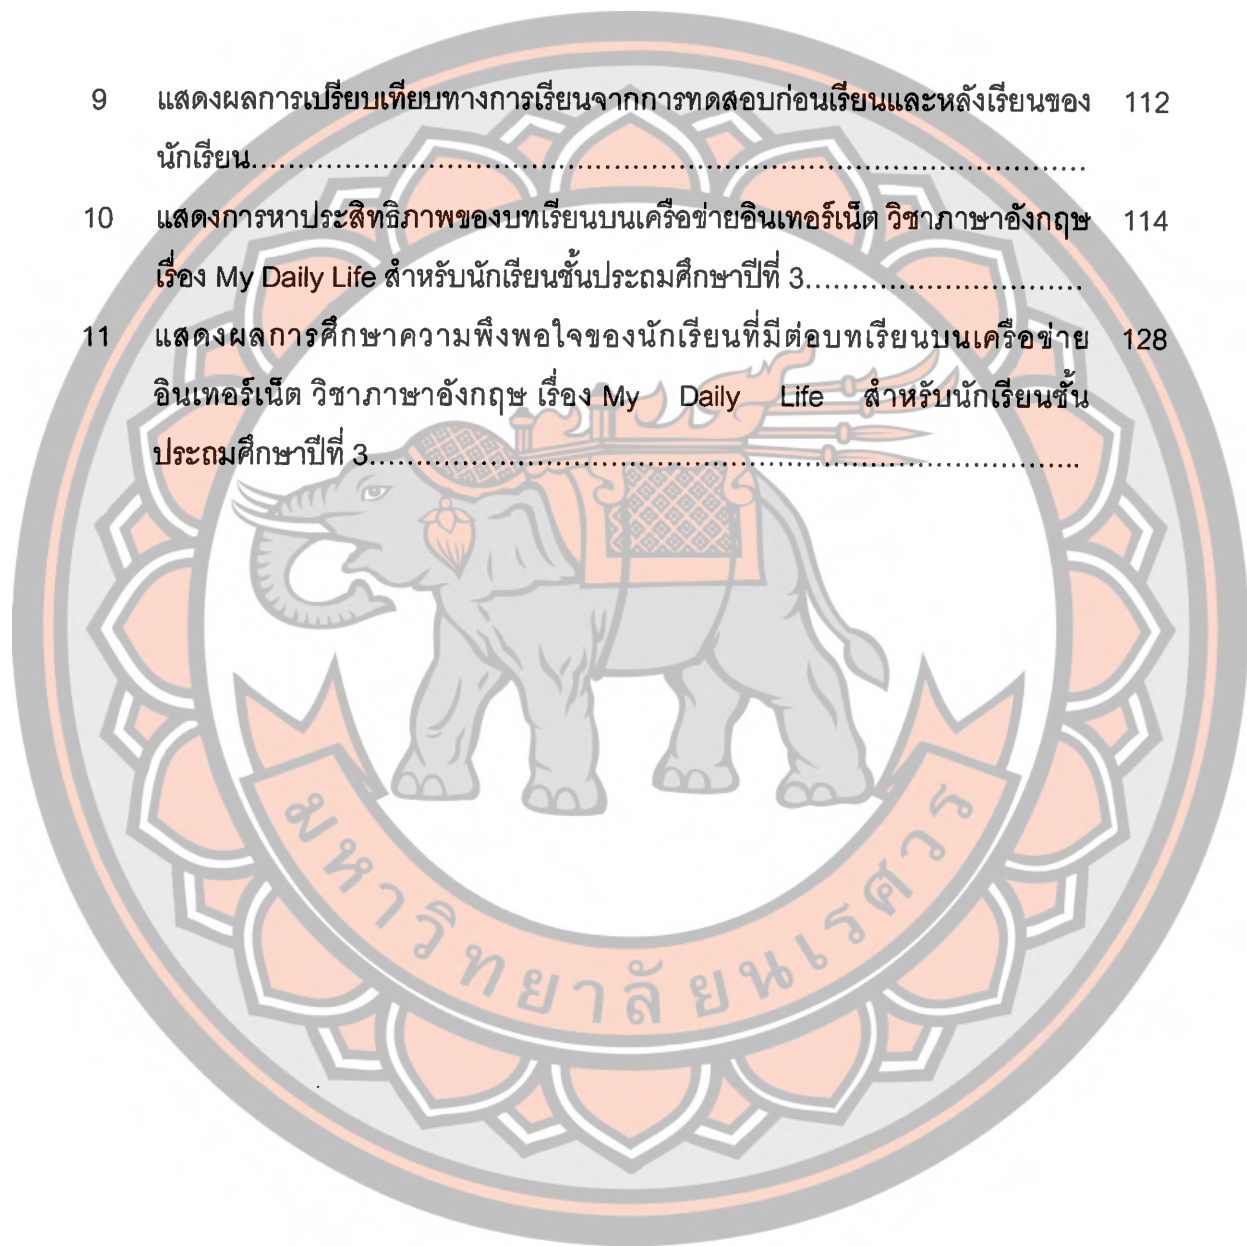 9 แสดงผลการเปรียบเทียบทางการเรียนจากการทดสอบก่อนเรียนและหลังเรียนของ 112
นักเรียน................................................................................................
10 แสดงการหาประสิทธิภาพของบทเรียนบนเครือข่ายอินเทอร์เน็ต วิชาภาษาอังกฤษ 114
เรื่อง My Daily Life สำหรับนักเรียนชั้นประถมศึกษาปีที่ 3..............................
11 แสดงผลการศึกษาความพึงพอใจของนักเรียนที่มีต่อบทเรียนบนเครือข่าย 128
อินเทอร์เน็ต วิชาภาษาอังกฤษ เรื่อง My Daily Life สำหรับนักเรียนชั้น
ประถมศึกษาปีที่ 3..............................................................................
มหาวิทยาลัยนเรศวร